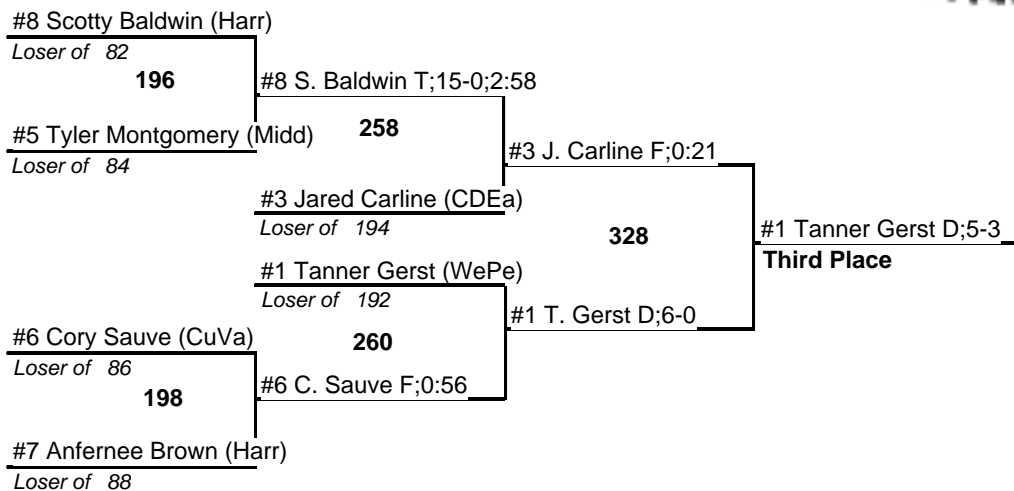 #8 Scotty Baldwin (Harr)
Loser of 82
196
#8 S. Baldwin T;15-0;2:58
#5 Tyler Montgomery (Midd)
258
Loser of 84
#3 J. Carline F;0:21
#3 Jared Carline (CDEa)
Loser of 194
328
#1 Tanner Gerst D;5-3
Third Place
#1 Tanner Gerst (WePe)
Loser of 192
#1 T. Gerst D;6-0
#6 Cory Sauve (CuVa)
260
Loser of 86
198
#6 C. Sauve F;0:56
#7 Anfernee Brown (Harr)
Loser of 88